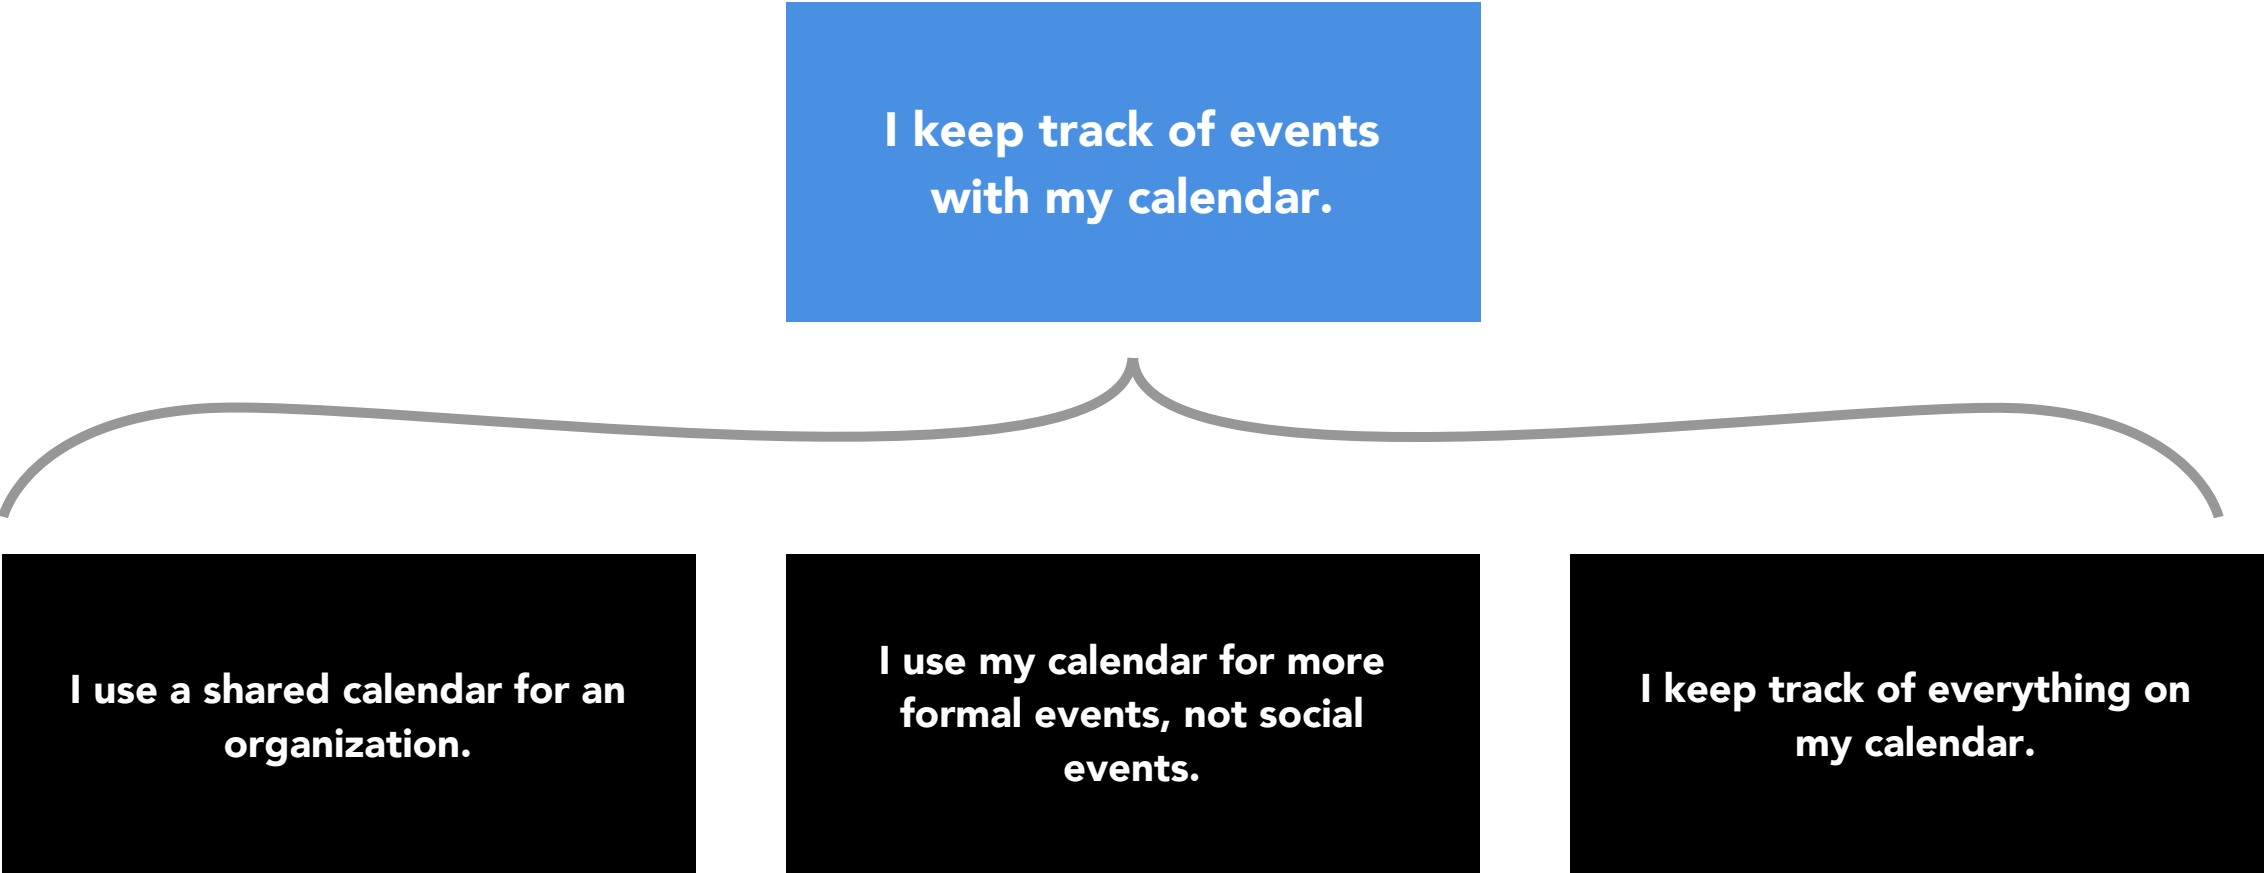 I keep track of events
with my calendar.
I use a shared calendar for an
organization.
I use my calendar for more
formal events, not social
events.
I keep track of everything on
my calendar.